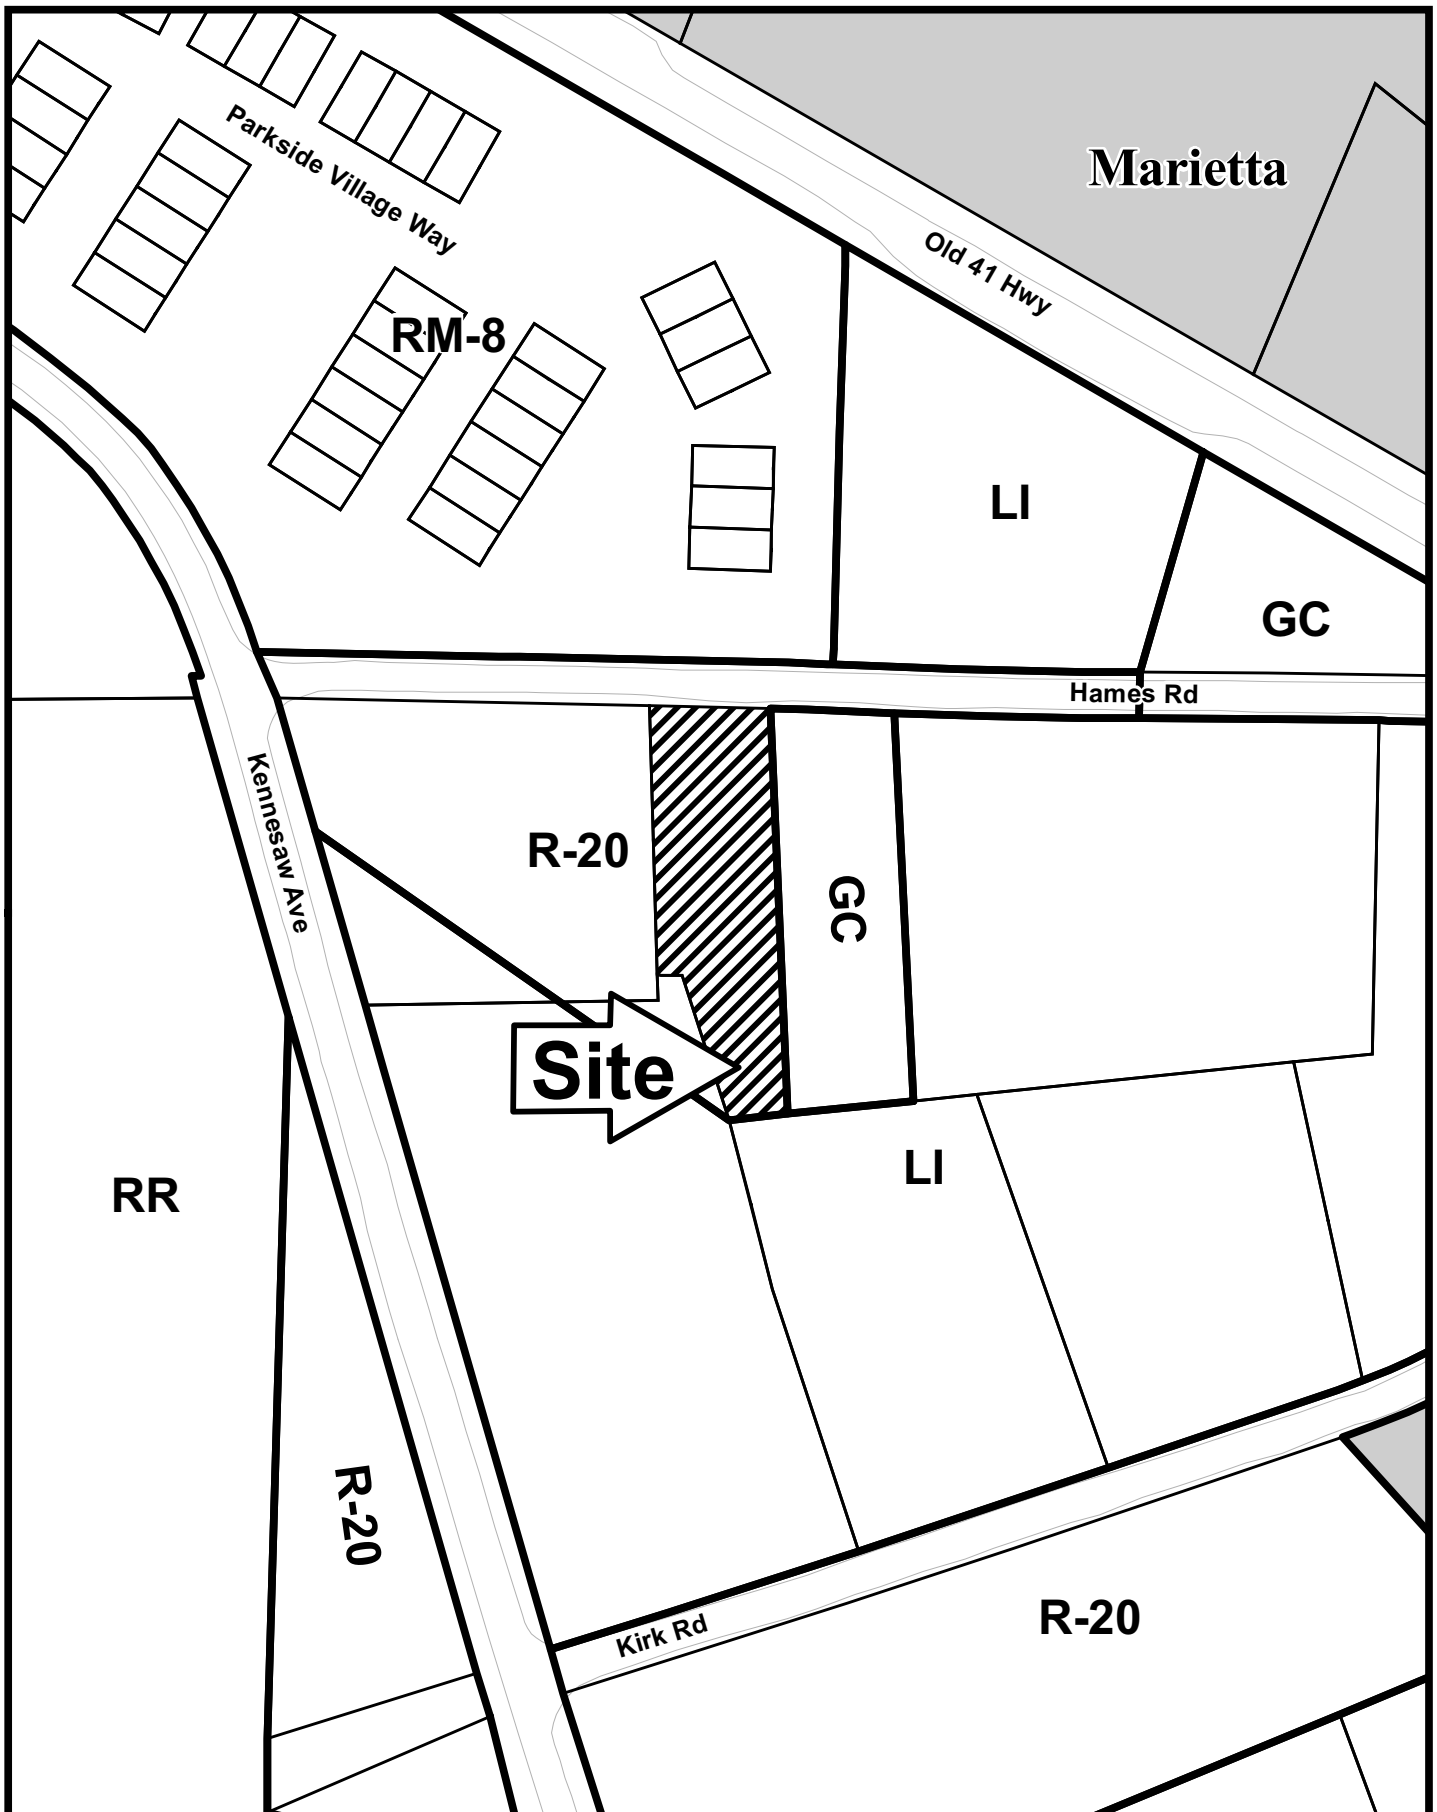 Parkside Village Way
Marietta
Old 41 Hwy
RM-8
LI
GC
Hames Rd
Kennesaw Ave
R-20
GC
Site
LI
RR
R-20
Kirk Rd
R-20